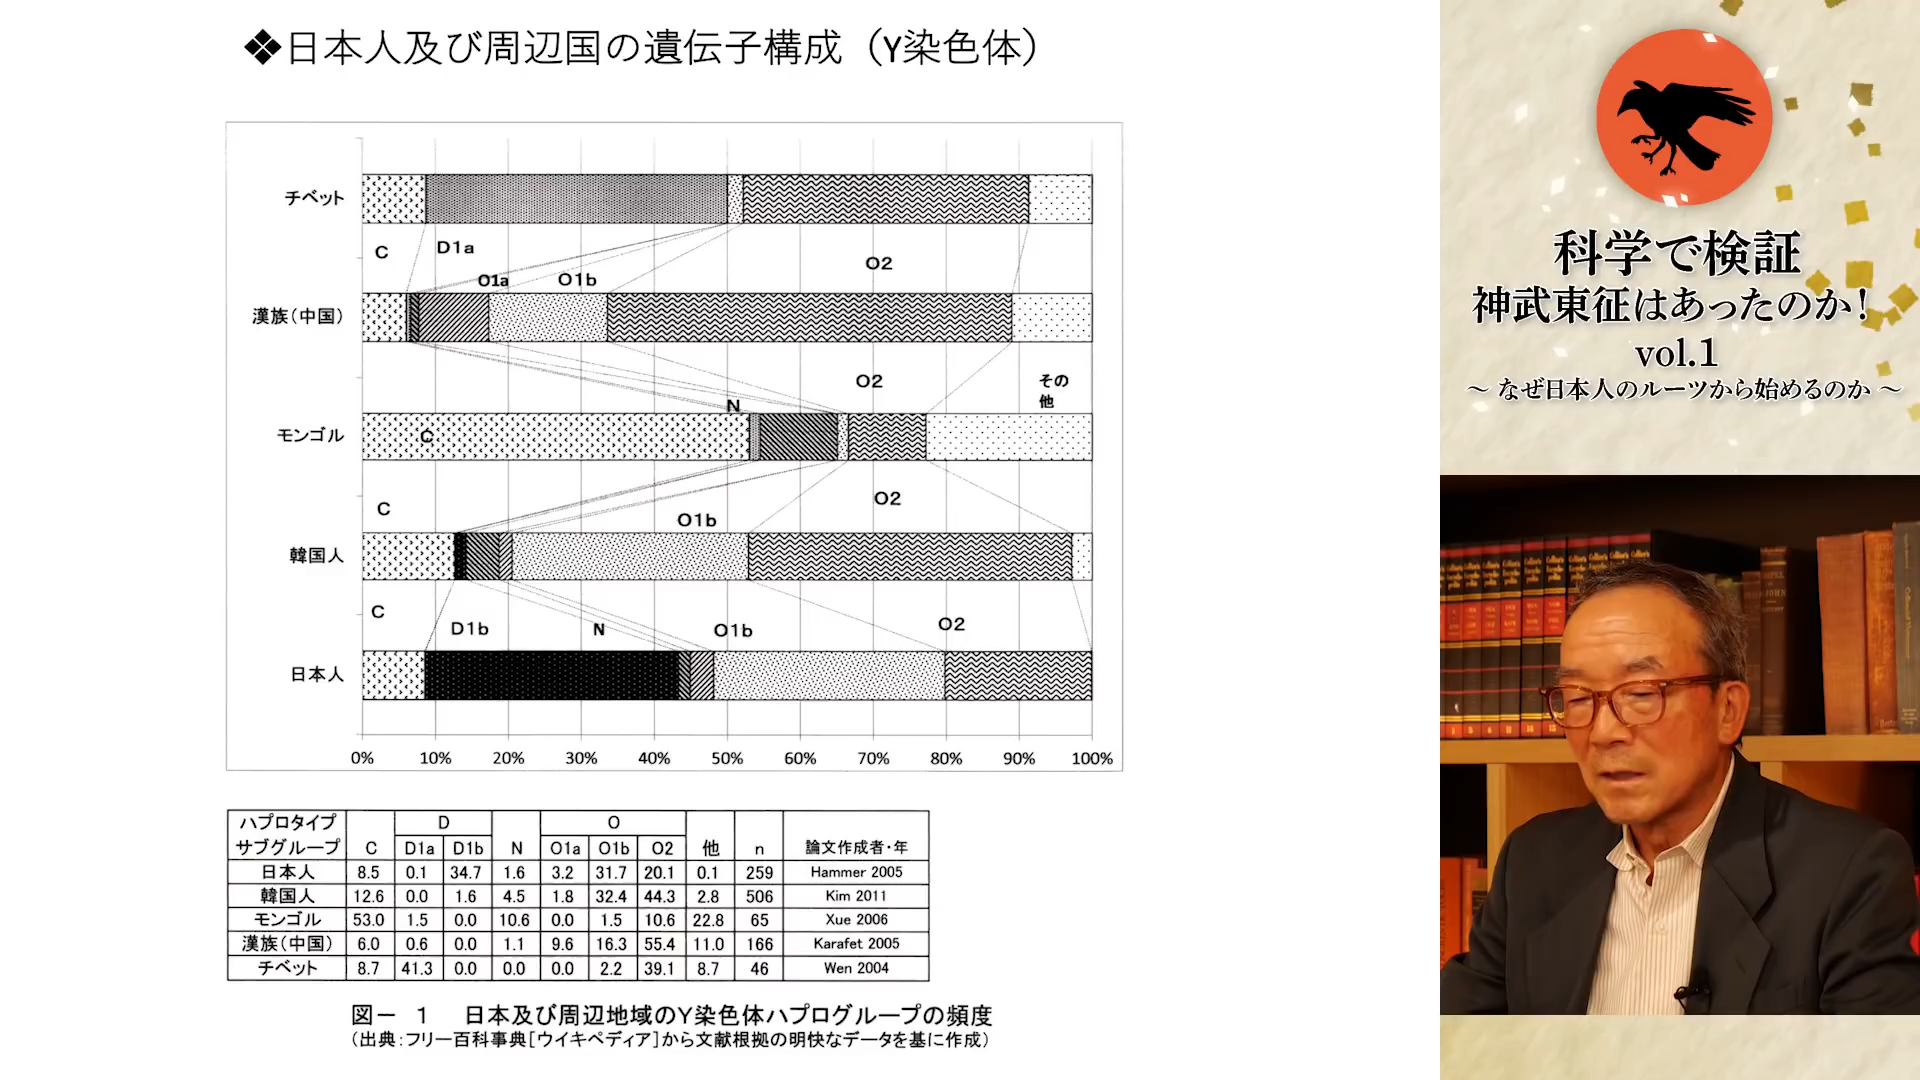 ❖日本人及び周辺国の遺伝子構成（Y染色体）
チベット
C
D1a
O1a
O1b
O2
漢族（中国）
O2
その
他
N
モンゴル
C
C
O1b
O2
韓国人
C
D1b
N
O1b
O2
日本人
0% 10% 20% 30% 40% 50% 60% 70% 80% 90% 100%
ハプロタイプ D O
サブグループ C D1a D1b N O1a O1b O2 他 n 論文作成者・年
日本人 8.5 0.1 34.7 1.6 3.2 31.7 20.1 0.1 259 Hammer 2005
韓国人 12.6 0.0 1.6 4.5 1.8 32.4 44.3 2.8 506 Kim 2011
モンゴル 53.0 1.5 0.0 10.6 0.0 1.5 10.6 22.8 65 Xue 2006
漢族（中国） 6.0 0.6 0.0 1.1 9.6 16.3 55.4 11.0 166 Karafet 2005
チベット 8.7 41.3 0.0 0.0 0.0 2.2 39.1 8.7 46 Wen 2004
図－ 1 日本及び周辺地域のY染色体ハプログループの頻度
（出典：フリー百科事典［ウイキペディア］から文献根拠の明快なデータを基に作成）
科学で検証
神武東征はあったのか！
vol.1
～ なぜ日本人のルーツから始めるのか ～